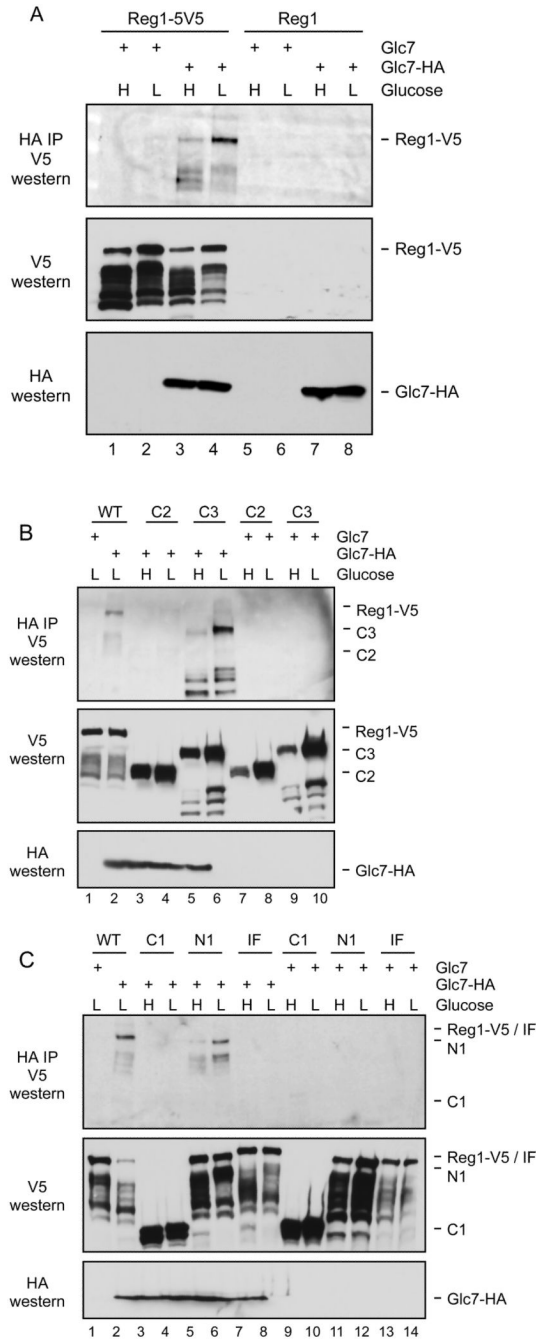 A
Reg1-5V5 Reg1
+ + + + Glc7
+ + + + Glc7-HA
H L H L H L H L Glucose
HA IP
V5
western
– Reg1-V5
V5
western
– Reg1-V5
HA
western
– Glc7-HA
1 2 3 4 5 6 7 8
B
WT C2 C3 C2 C3
+ + + + + Glc7
+ + + + + Glc7-HA
L L H L H L H L H L Glucose
HA IP
V5
western
– Reg1-V5
– C3
– C2
V5
western
– Reg1-V5
– C3
– C2
HA
western
– Glc7-HA
1 2 3 4 5 6 7 8 9 10
C
WT C1 N1 IF C1 N1 IF
+ + + + + + + Glc7
+ + + + + + + Glc7-HA
L L H L H L H L H L H L H L Glucose
HA IP
V5
western
– Reg1-V5 / IF
– N1
– C1
V5
western
– Reg1-V5 / IF
– N1
– C1
HA
western
– Glc7-HA
1 2 3 4 5 6 7 8 9 10 11 12 13 14